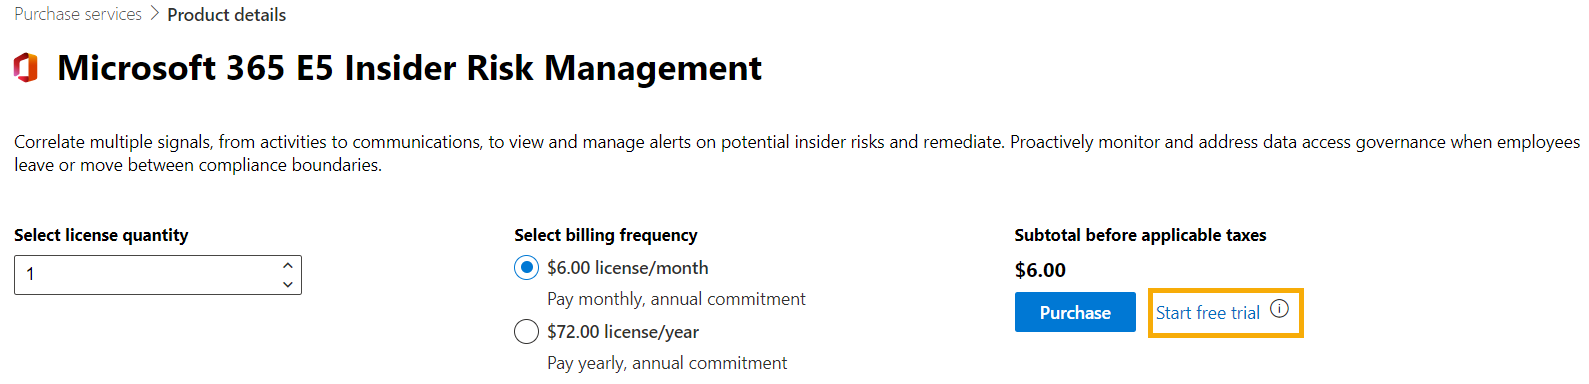 Purchase services > Product details
Microsoft 365 E5 Insider Risk Management
Correlate multiple signals, from activities to communications, to view and manage alerts on potential insider risks and remediate. Proactively monitor and address data access governance when employees
leave or move between compliance boundaries.
Select license quantity
1
Select billing frequency
$6.00 license/month
Pay monthly, annual commitment
$72.00 license/year
Pay yearly, annual commitment
Subtotal before applicable taxes
$6.00
Purchase
Start free trial